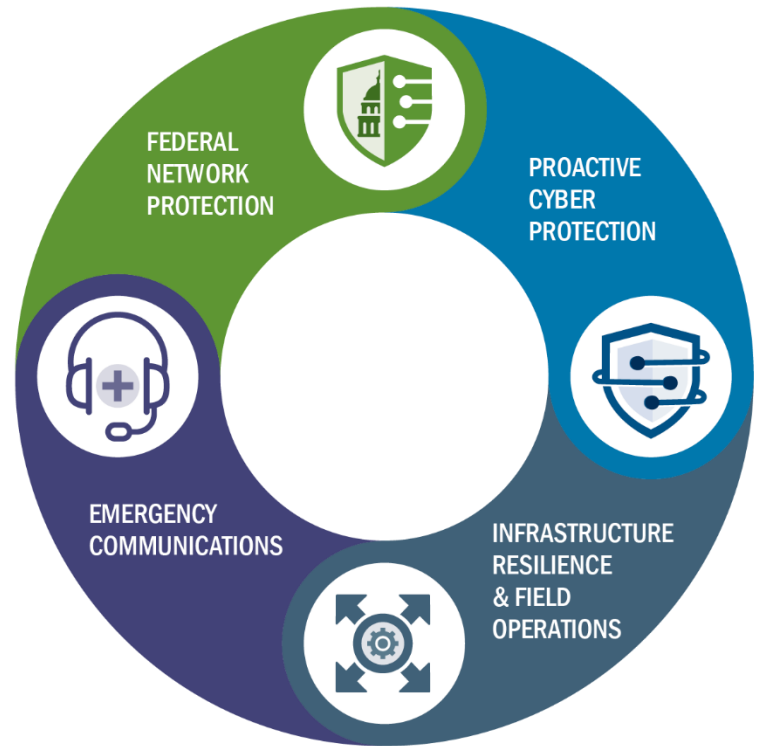 FEDERAL
NETWORK
PROTECTION
PROACTIVE
CYBER
PROTECTION
EMERGENCY
COMMUNICATIONS
INFRASTRUCTURE
RESILIENCE
& FIELD
OPERATIONS